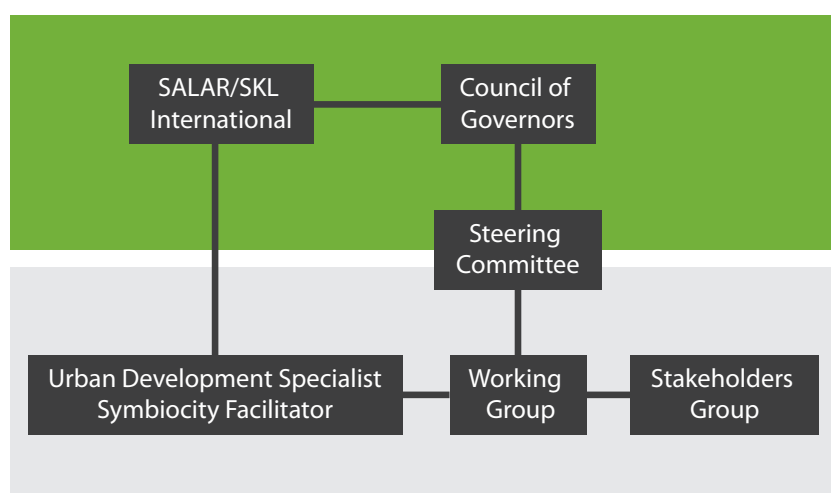 SALAR/SKL
International
Council of
Governors
Steering
Committee
Urban Development Specialist
Symbiocity Facilitator
Working
Group
Stakeholders
Group